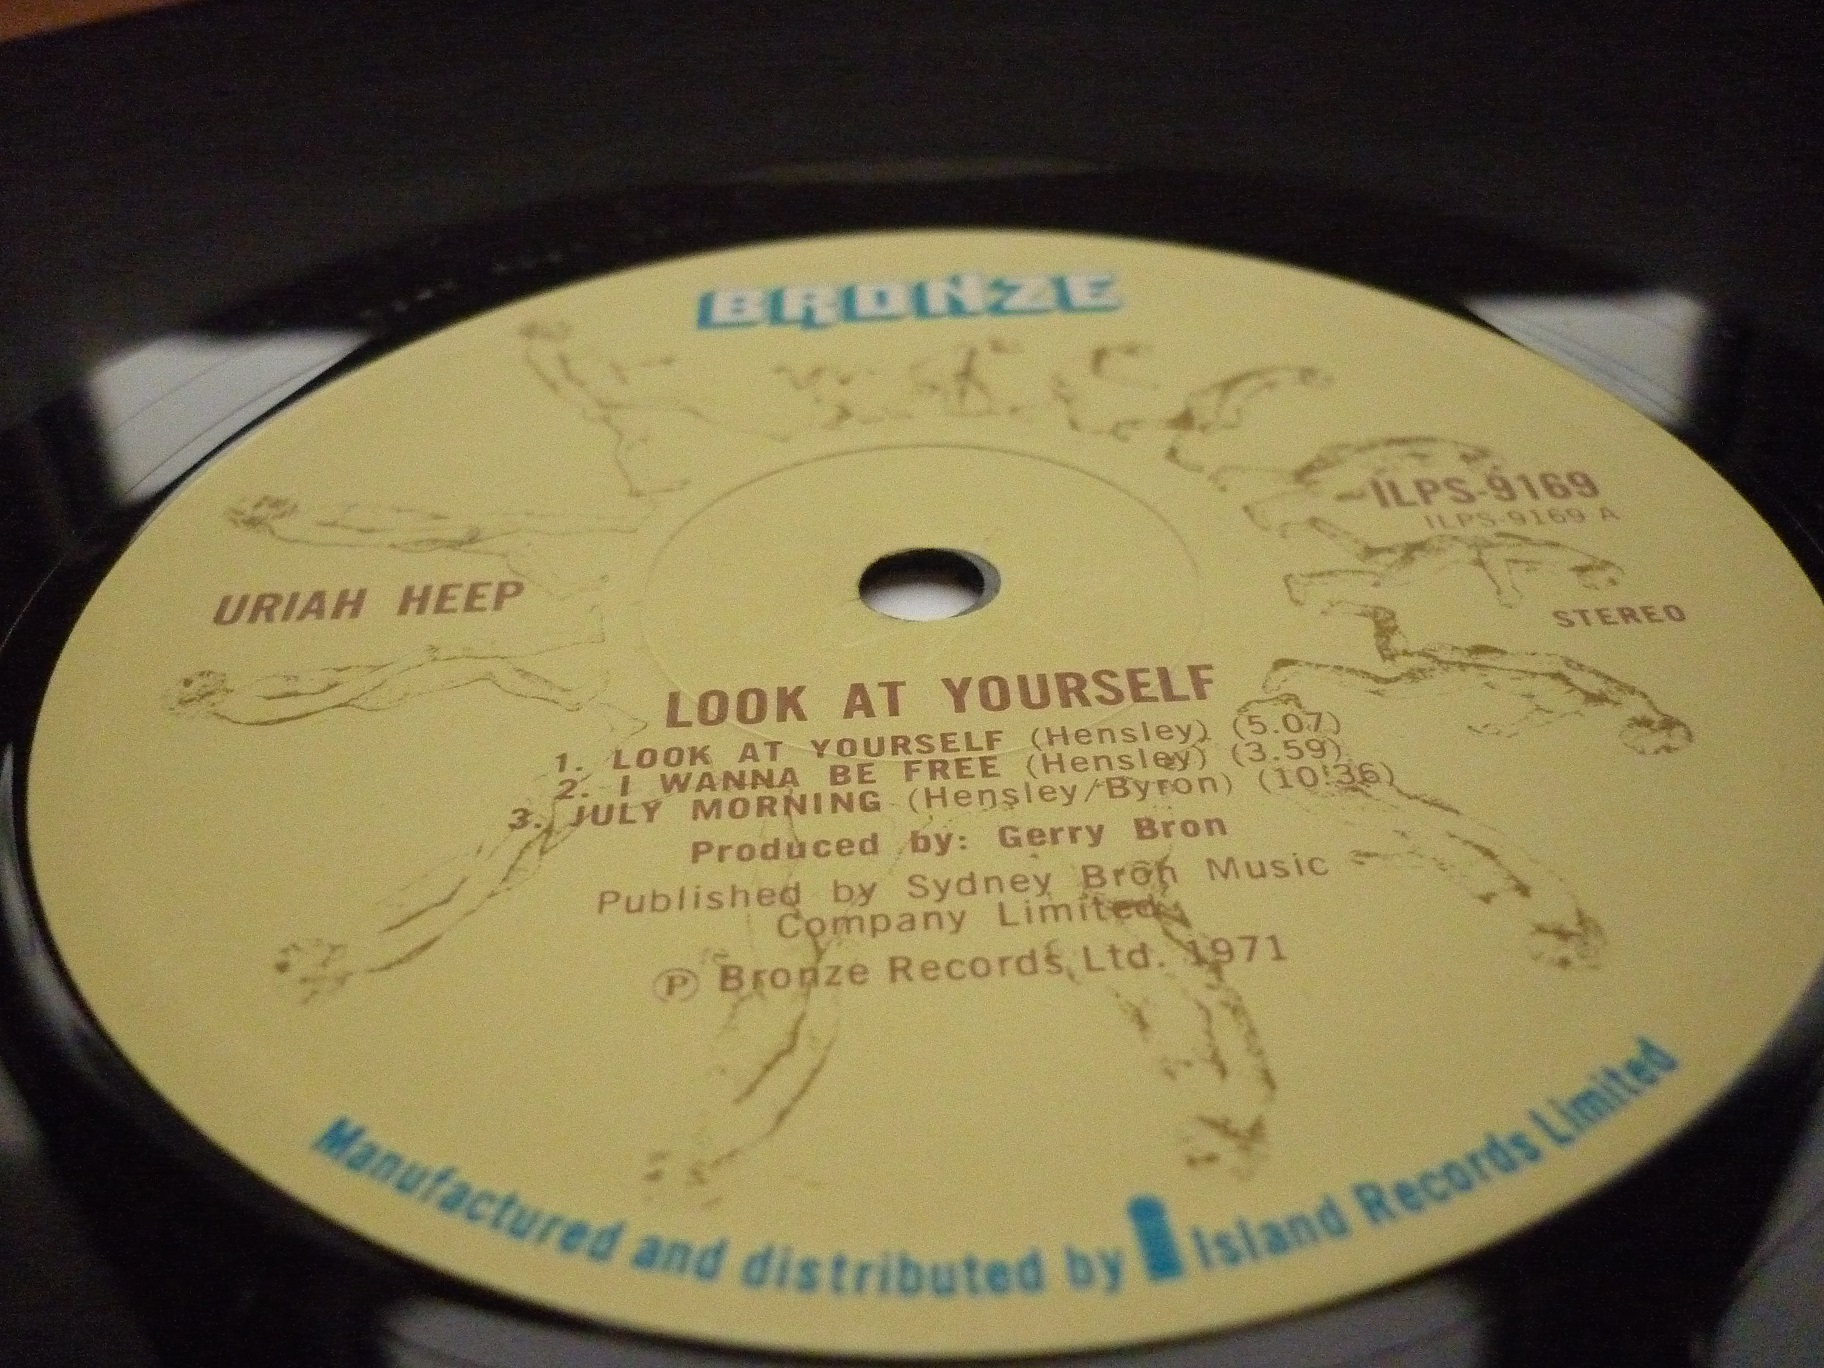 BRONZE
ILPS-9169
ILPS-9169 A
URIAH HEEP
STEREO
LOOK AT YOURSELF
1. LOOK AT YOURSELF (Hensley) (5.07)
2. I WANNA BE FREE (Hensley) (3.59)
3. JULY MORNING (Hensley/Byron) (10:36)
Produced by: Gerry Bron
Published by Sydney Bron Music
Company Limited
℗ Bronze Records Ltd. 1971
Manufactured and distributed by i Island Records Limited